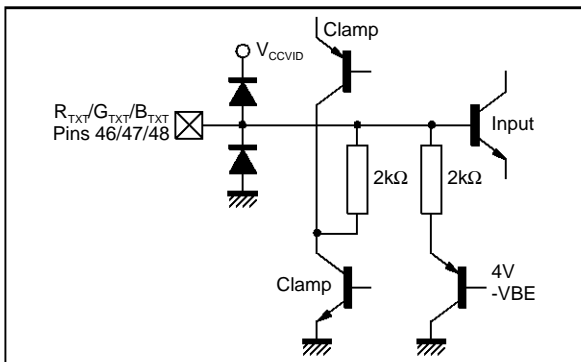 Clamp
V_CCVID
R_TXT/G_TXT/B_TXT
Pins 46/47/48
Input
2kΩ
2kΩ
Clamp
4V
-VBE